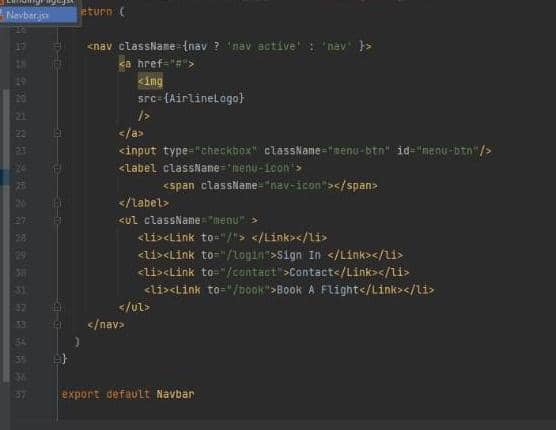 LandingPage.jsx
Navbar.jsx
return (
16
17 <nav className={nav ? 'nav active' : 'nav' }>
18 <a href="#">
19 <img
20 src={AirlineLogo}
21 />
22 </a>
23 <input type="checkbox" className="menu-btn" id="menu-btn"/>
24 <label className='menu-icon'>
25 <span className="nav-icon"></span>
26 </label>
27 <ul className="menu" >
28 <li><Link to="/"> </Link></li>
29 <li><Link to="/login">Sign In </Link></li>
30 <li><Link to="/contact">Contact</Link></li>
31 <li><Link to="/book">Book A Flight</Link></li>
32 </ul>
33 </nav>
34 )
35 }
36
37 export default Navbar